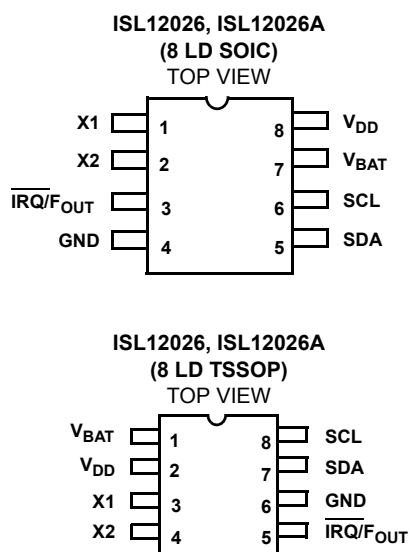 ISL12026, ISL12026A
(8 LD SOIC)
TOP VIEW
X1 1 8 VDD
X2 2 7 VBAT
IRQ/FOUT 3 6 SCL
GND 4 5 SDA
ISL12026, ISL12026A
(8 LD TSSOP)
TOP VIEW
VBAT 1 8 SCL
VDD 2 7 SDA
X1 3 6 GND
X2 4 5 IRQ/FOUT